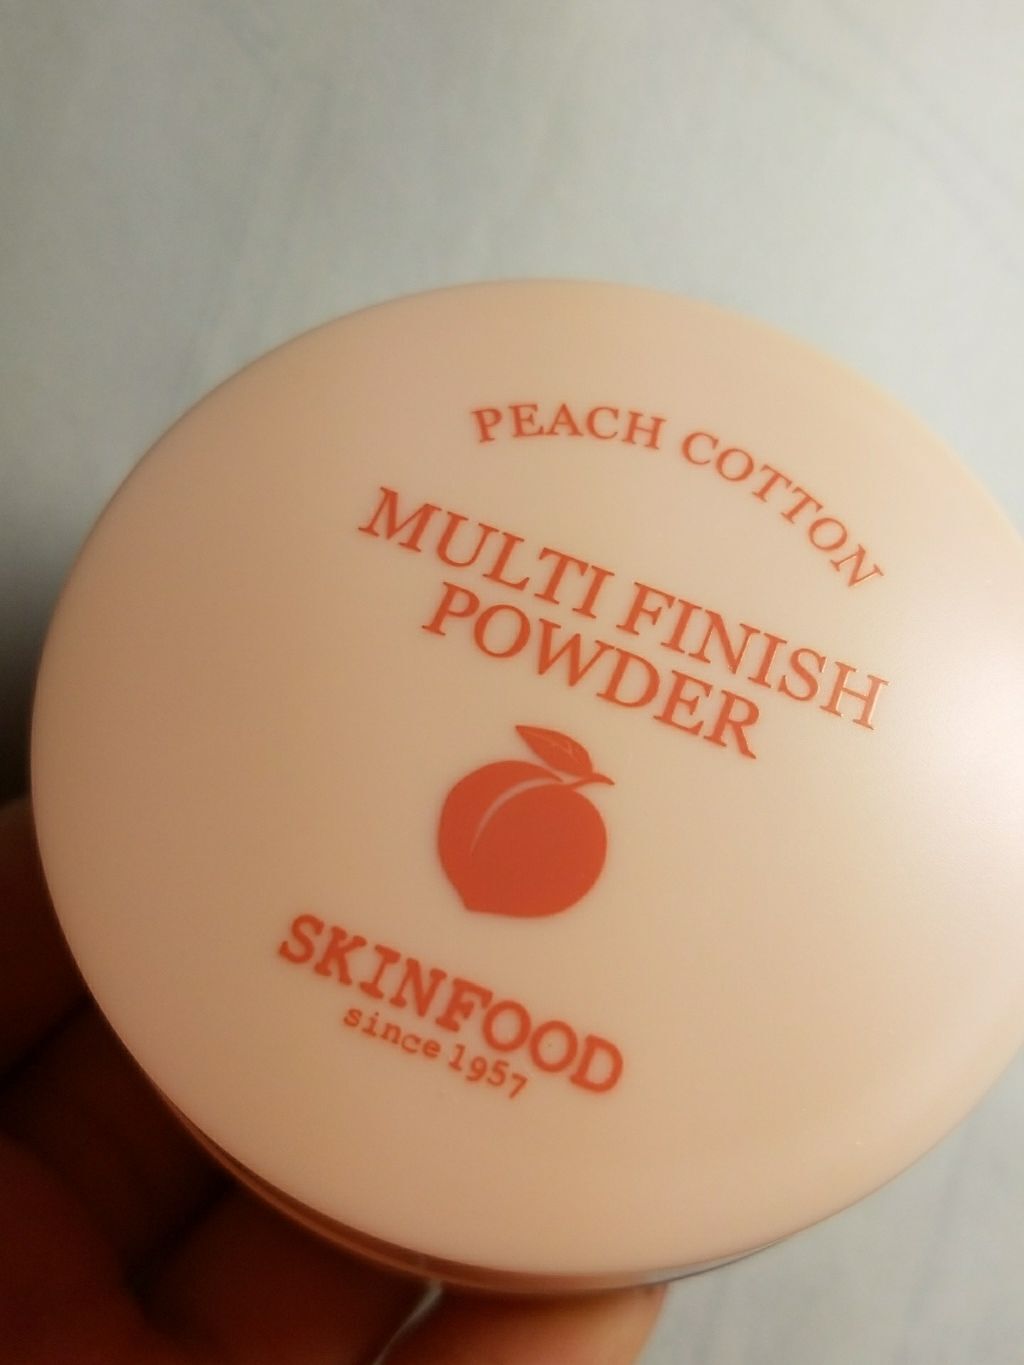 PEACH COTTON
MULTI FINISH
POWDER
SKINFOOD
since 1957